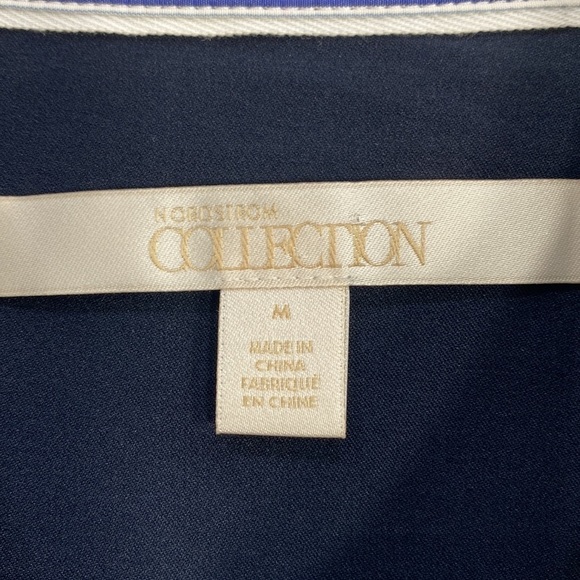 NORDSTROM
COLLECTION
M
MADE IN
CHINA
FABRIQUÉ
EN CHINE